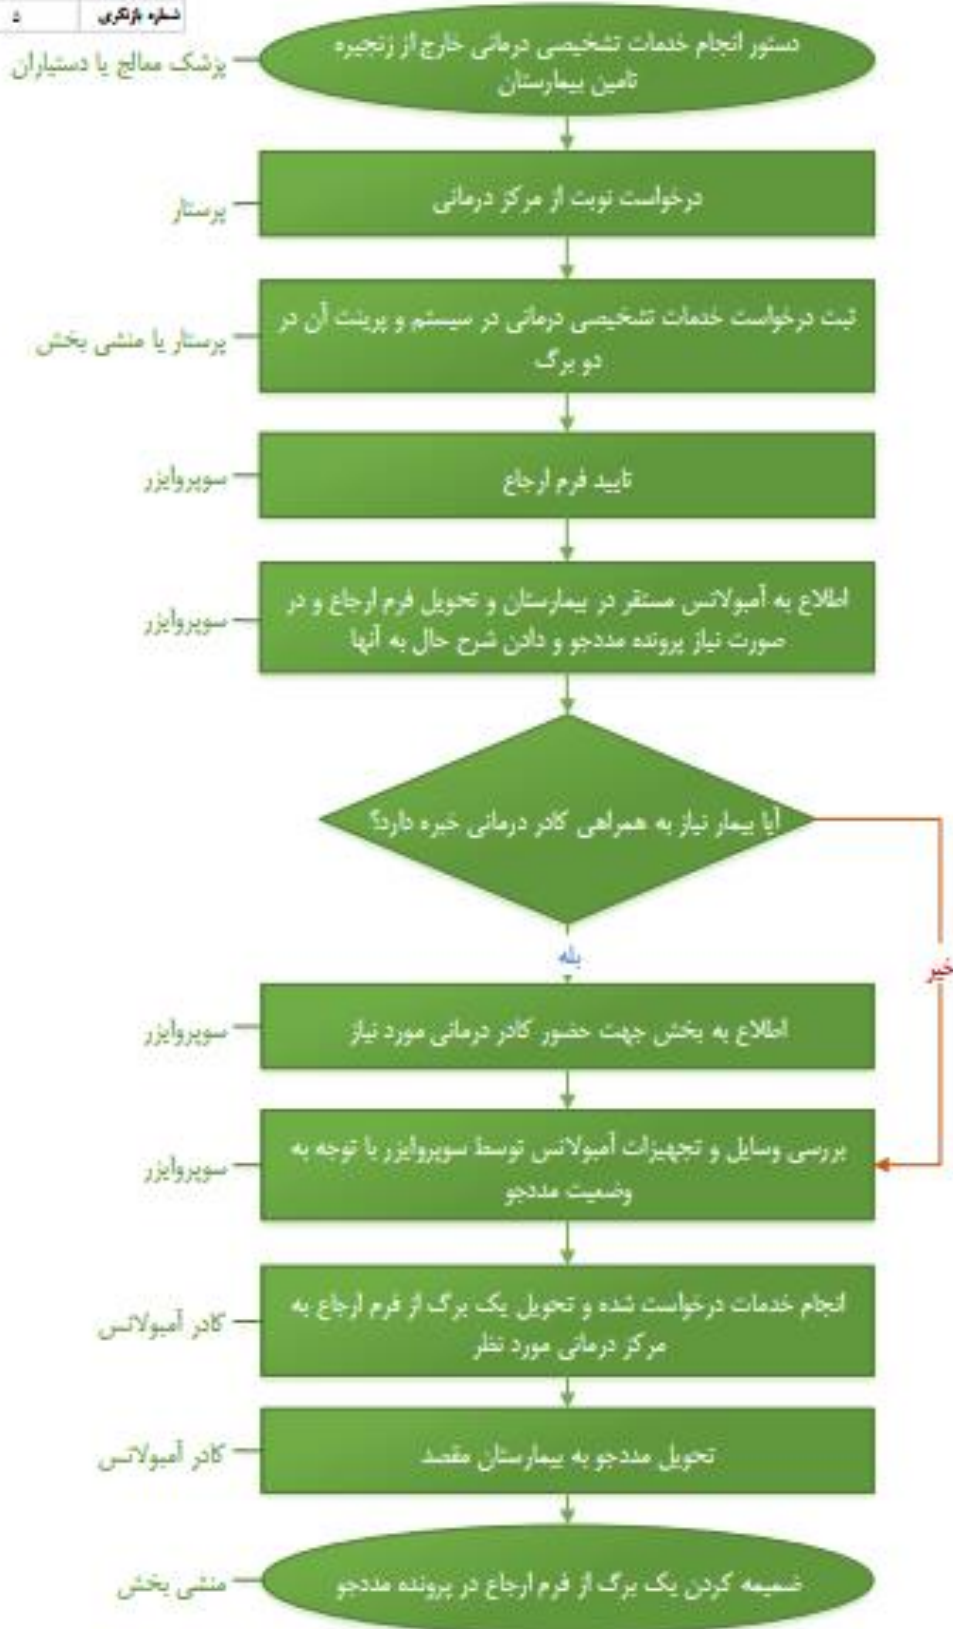 شماره بازنگری ۵
دستور انجام خدمات تشخیصی درمانی خارج از زنجیره
تامین بیمارستان
پزشک معالج یا دستیاران
درخواست نوبت از مرکز درمانی
پرستار
ثبت درخواست خدمات تشخیصی درمانی در سیستم و پرینت آن در
دو برگ
پرستار یا منشی بخش
تایید فرم ارجاع
سوپروایزر
اطلاع به آمبولانس مستقر در بیمارستان و تحویل فرم ارجاع و در
صورت نیاز پرونده مددجو و دادن شرح حال به آنها
سوپروایزر
آیا بیمار نیاز به همراهی کادر درمانی خبره دارد؟
بله
خیر
اطلاع به بخش جهت حضور کادر درمانی مورد نیاز
سوپروایزر
بررسی وسایل و تجهیزات آمبولانس توسط سوپروایزر با توجه به
وضعیت مددجو
سوپروایزر
انجام خدمات درخواست شده و تحویل یک برگ از فرم ارجاع به
مرکز درمانی مورد نظر
کادر آمبولانس
تحویل مددجو به بیمارستان مقصد
کادر آمبولانس
ضمیمه کردن یک برگ از فرم ارجاع در پرونده مددجو
منشی بخش